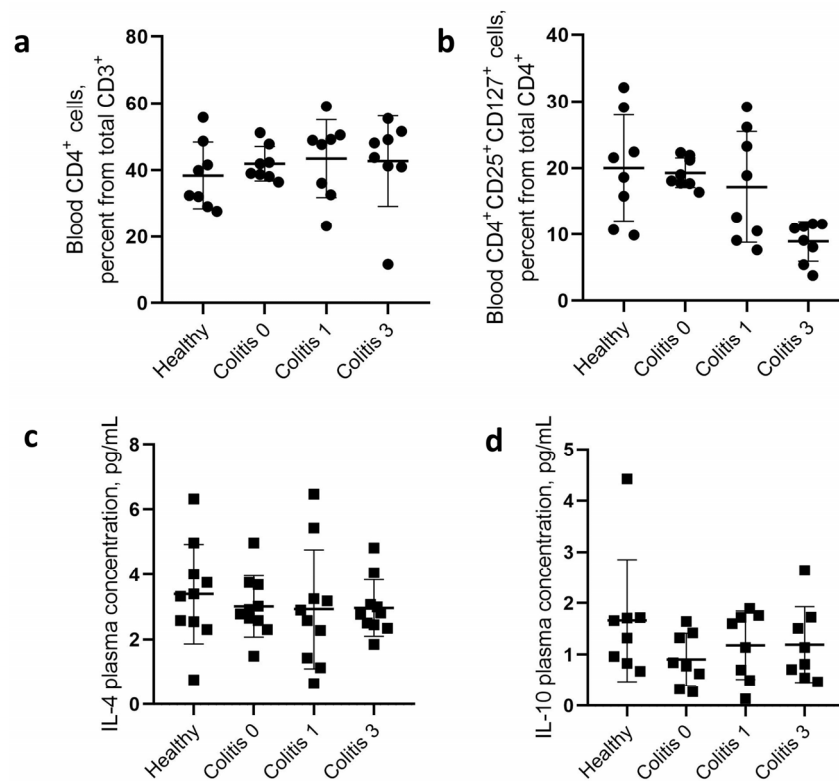 a
Blood CD4⁺ cells,
percent from total CD3⁺
80
60
40
20
0
Healthy
Colitis 0
Colitis 1
Colitis 3
b
Blood CD4⁺CD25⁺CD127⁺ cells,
percent from total CD4⁺
40
30
20
10
0
Healthy
Colitis 0
Colitis 1
Colitis 3
c
IL-4 plasma concentration, pg/mL
8
6
4
2
0
Healthy
Colitis 0
Colitis 1
Colitis 3
d
IL-10 plasma concentration, pg/mL
5
4
3
2
1
0
Healthy
Colitis 0
Colitis 1
Colitis 3